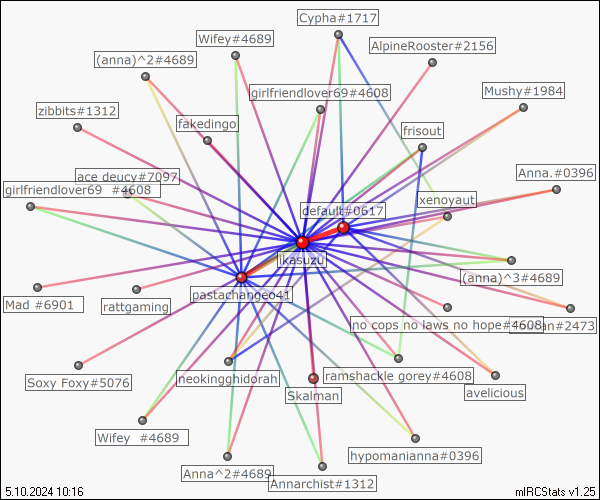 Cypha#1717
Wifey#4689
AlpineRooster#2156
(anna)^2#4689
girlfriendlover69#4608
Mushy#1984
zibbits#1312
fakedingo
frisout
ace deucy#7097
Anna.#0396
girlfriendlover69 #4608
xenoyaut
default#0617
likasuzu
(anna)^3#4689
pastachangeo41
Mad #6901
rattgaming
no cops no laws no hope#4608
#2473
neokingghidorah
ramshackle gorey#4608
Soxy Foxy#5076
Skalman
avelicious
Wifey #4689
hypomanianna#0396
Anna^2#4689
Annarchist#1312
5.10.2024 10:16
mIRCStats v1.25